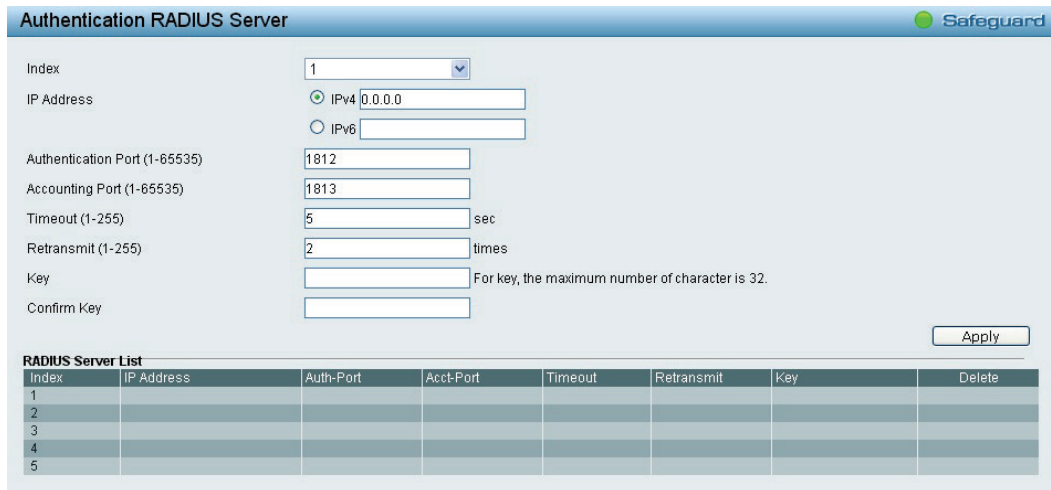 Authentication RADIUS Server Safeguard
Index 1
IP Address IPv4 0.0.0.0
IPv6
Authentication Port (1-65535) 1812
Accounting Port (1-65535) 1813
Timeout (1-255) 5 sec
Retransmit (1-255) 2 times
Key For key, the maximum number of character is 32.
Confirm Key
Apply
RADIUS Server List
Index IP Address Auth-Port Acct-Port Timeout Retransmit Key Delete
1
2
3
4
5